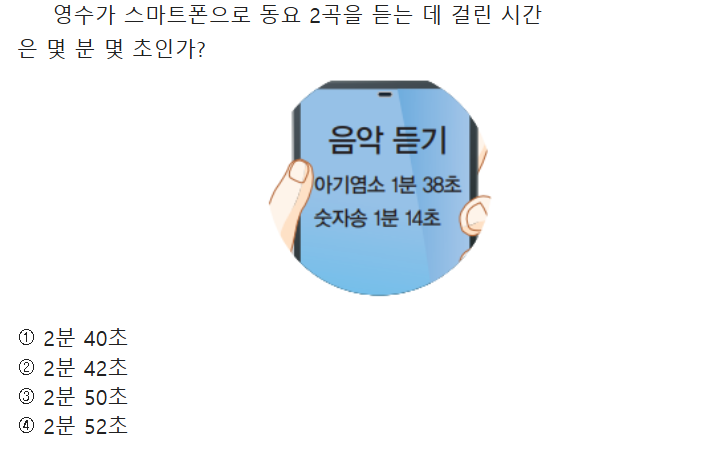 영수가 스마트폰으로 동요 2곡을 듣는 데 걸린 시간
은 몇 분 몇 초인가?
음악 듣기
아기염소 1분 38초
숫자송 1분 14초
① 2분 40초
② 2분 42초
③ 2분 50초
④ 2분 52초